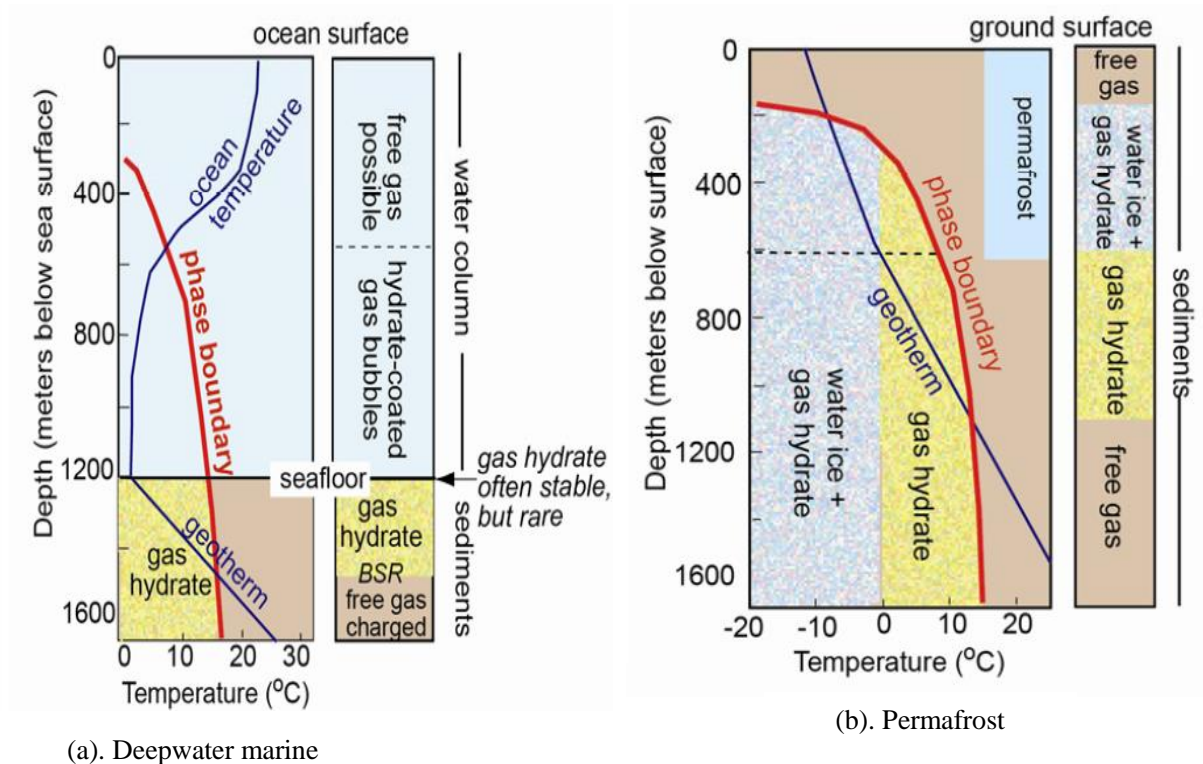 ocean surface
0
400
800
1200
1600
Depth (meters below sea surface)
ocean
temperature
phase boundary
seafloor
geotherm
gas
hydrate
0 10 20 30
Temperature (°C)
free gas
possible
hydrate-coated
gas bubbles
gas
hydrate
BSR
free gas
charged
water column
sediments
gas hydrate
often stable,
but rare
(a). Deepwater marine
ground surface
0
400
800
1200
1600
Depth (meters below surface)
permafrost
phase boundary
geotherm
water ice +
gas hydrate
gas hydrate
-20 -10 0 10 20
Temperature (°C)
free
gas
water ice +
gas hydrate
gas hydrate
free gas
sediments
(b). Permafrost